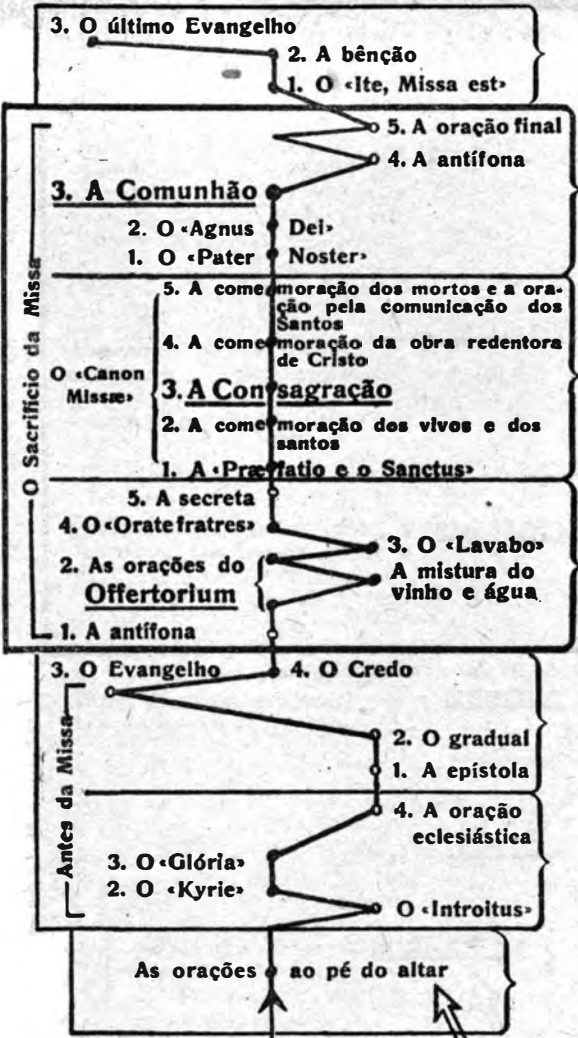 3. O último Evangelho
2. A bênção
1. O «Ite, Missa est»
5. A oração final
4. A antífona
3. A Comunhão
2. O «Agnus Dei»
1. O «Pater Noster»
5. A comemoração dos mortos e a ora-
ção pela comunicação dos
Santos
4. A comemoração da obra redentora
de Cristo
O «Canon
Missæ»
3. A Consagração
2. A comemoração dos vivos e dos
santos
1. A «Præfatio e o Sanctus»
O Sacrifício da Missa
5. A secreta
4. O «Orate fratres»
3. O «Lavabo»
2. As orações do
Offertorium
A mistura do
vinho e água
1. A antífona
3. O Evangelho
4. O Credo
2. O gradual
1. A epístola
Antes da Missa
4. A oração
eclesiástica
3. O «Glória»
2. O «Kyrie»
O «Introitus»
As orações ao pé do altar